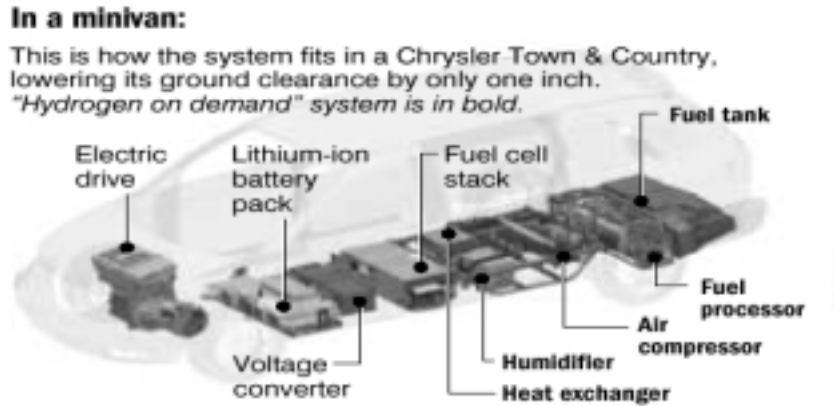 In a minivan:
This is how the system fits in a Chrysler Town & Country,
lowering its ground clearance by only one inch.
"Hydrogen on demand" system is in bold.
Fuel tank
Electric
drive
Lithium-ion
battery
pack
Fuel cell
stack
Fuel
processor
Air
compressor
Voltage
converter
Humidifier
Heat exchanger